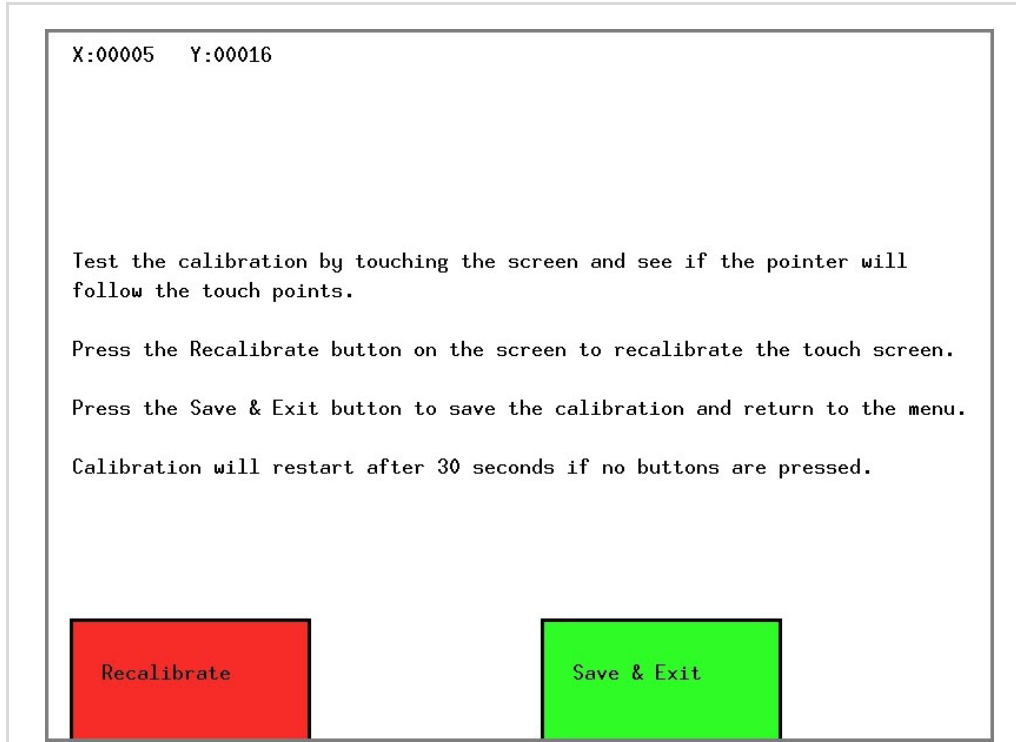 X:00005 Y:00016
Test the calibration by touching the screen and see if the pointer will
follow the touch points.
Press the Recalibrate button on the screen to recalibrate the touch screen.
Press the Save & Exit button to save the calibration and return to the menu.
Calibration will restart after 30 seconds if no buttons are pressed.
Recalibrate
Save & Exit